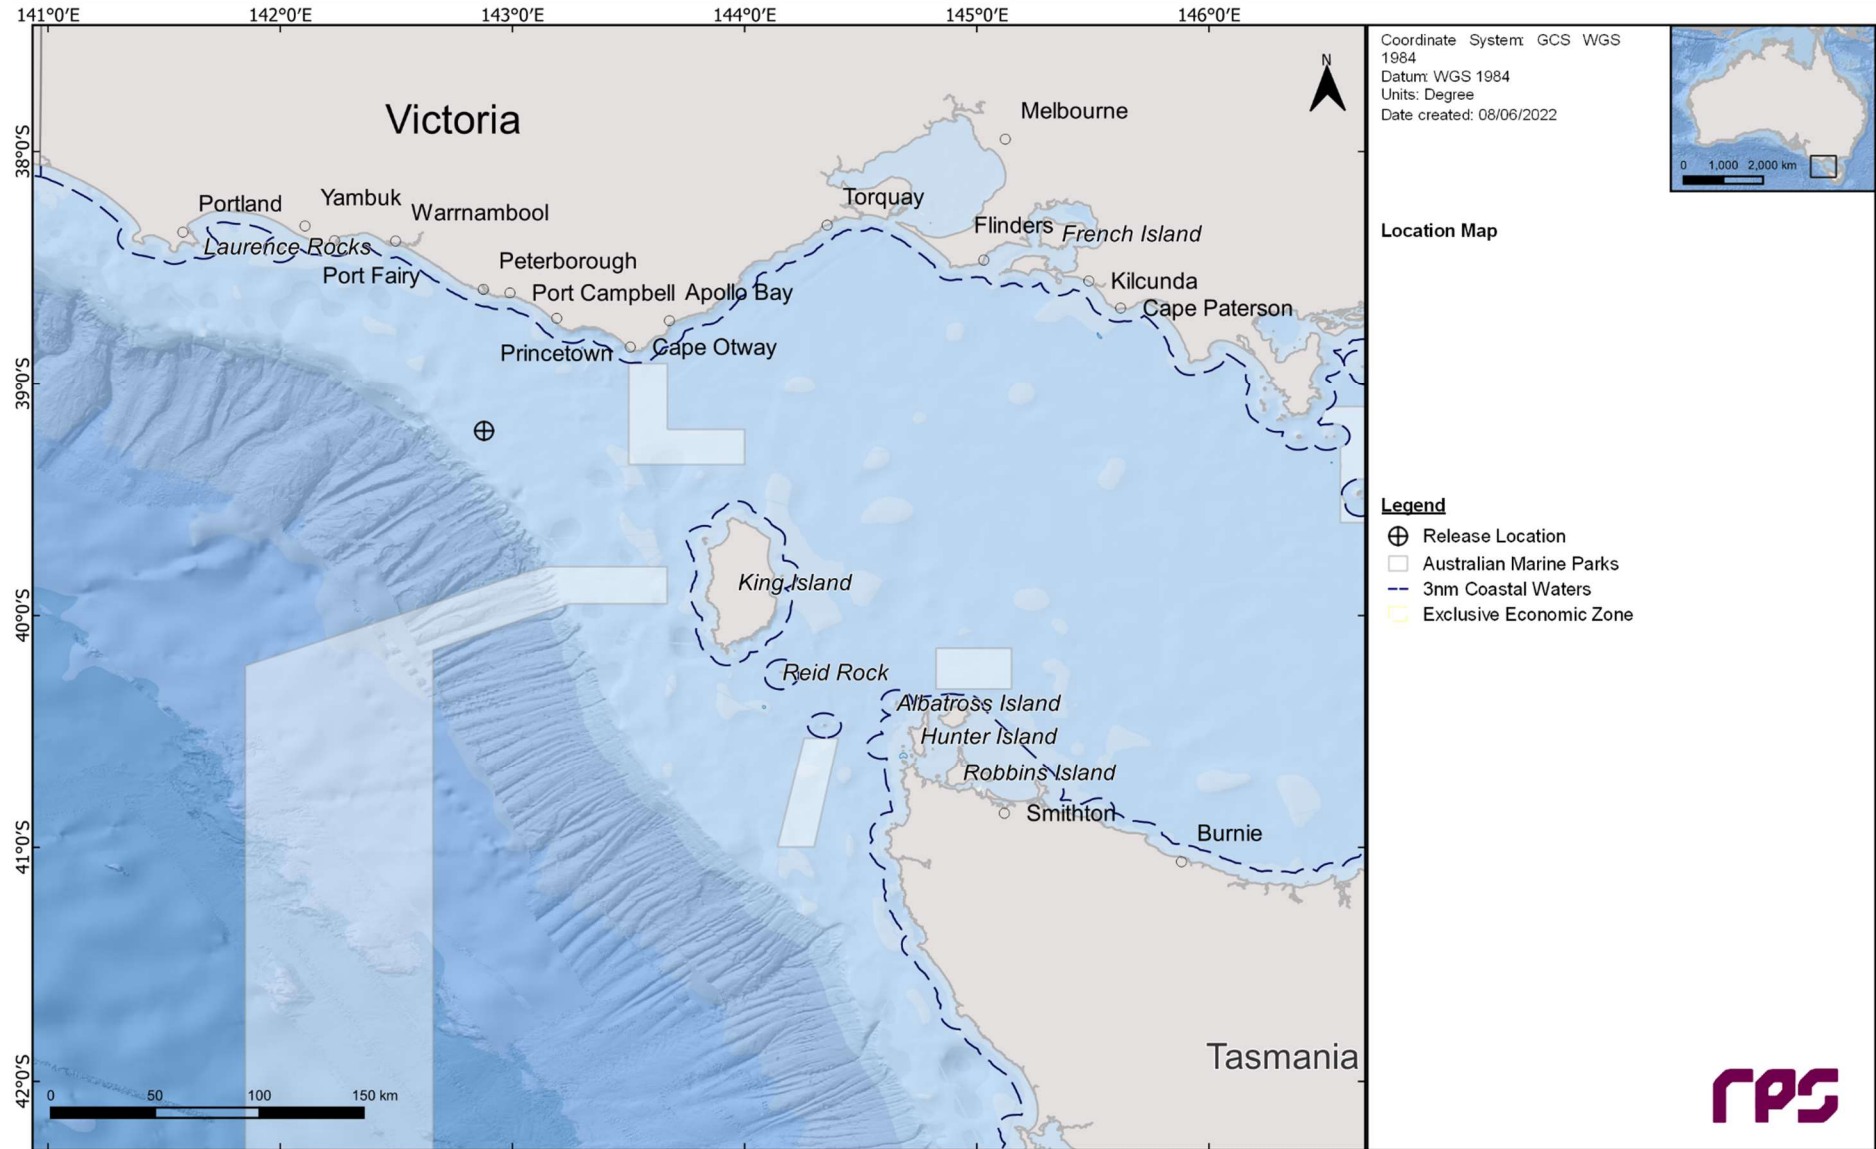 141°0'E
142°0'E
143°0'E
144°0'E
145°0'E
146°0'E
38°0'S
39°0'S
40°0'S
41°0'S
42°0'S
Victoria
N
Melbourne
Portland
Yambuk
Warrnambool
Laurence Rocks
Port Fairy
Torquay
Flinders
French Island
Peterborough
Port Campbell
Apollo Bay
Kilcunda
Cape Paterson
Princetown
Cape Otway
King Island
Reid Rock
Albatross Island
Hunter Island
Robbins Island
Smithton
Burnie
Tasmania
0 50 100 150 km
Coordinate System: GCS WGS
1984
Datum: WGS 1984
Units: Degree
Date created: 08/06/2022
0 1,000 2,000 km
Location Map
Legend
Release Location
Australian Marine Parks
3nm Coastal Waters
Exclusive Economic Zone
rps